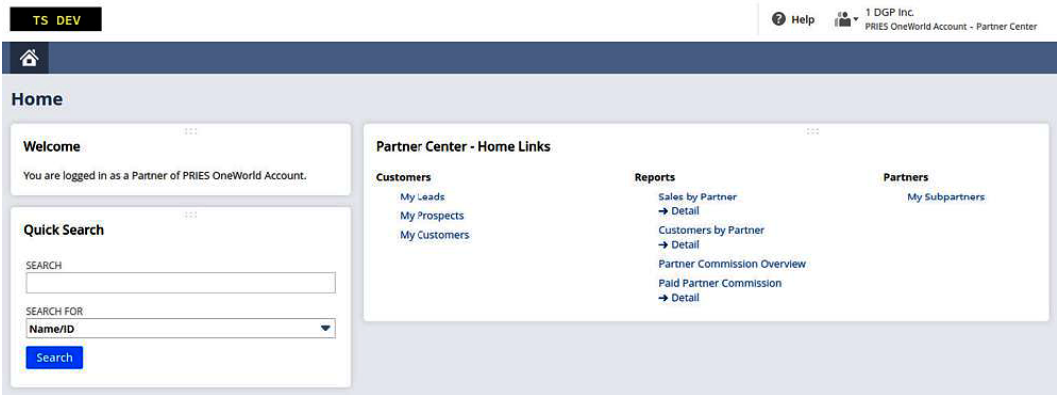 TS DEV
Help
1 DGP Inc.
PRIES OneWorld Account - Partner Center
Home
Welcome
You are logged in as a Partner of PRIES OneWorld Account.
Quick Search
SEARCH
SEARCH FOR
Name/ID
Search
Partner Center - Home Links
Customers
My Leads
My Prospects
My Customers
Reports
Sales by Partner
→ Detail
Customers by Partner
→ Detail
Partner Commission Overview
Paid Partner Commission
→ Detail
Partners
My Subpartners